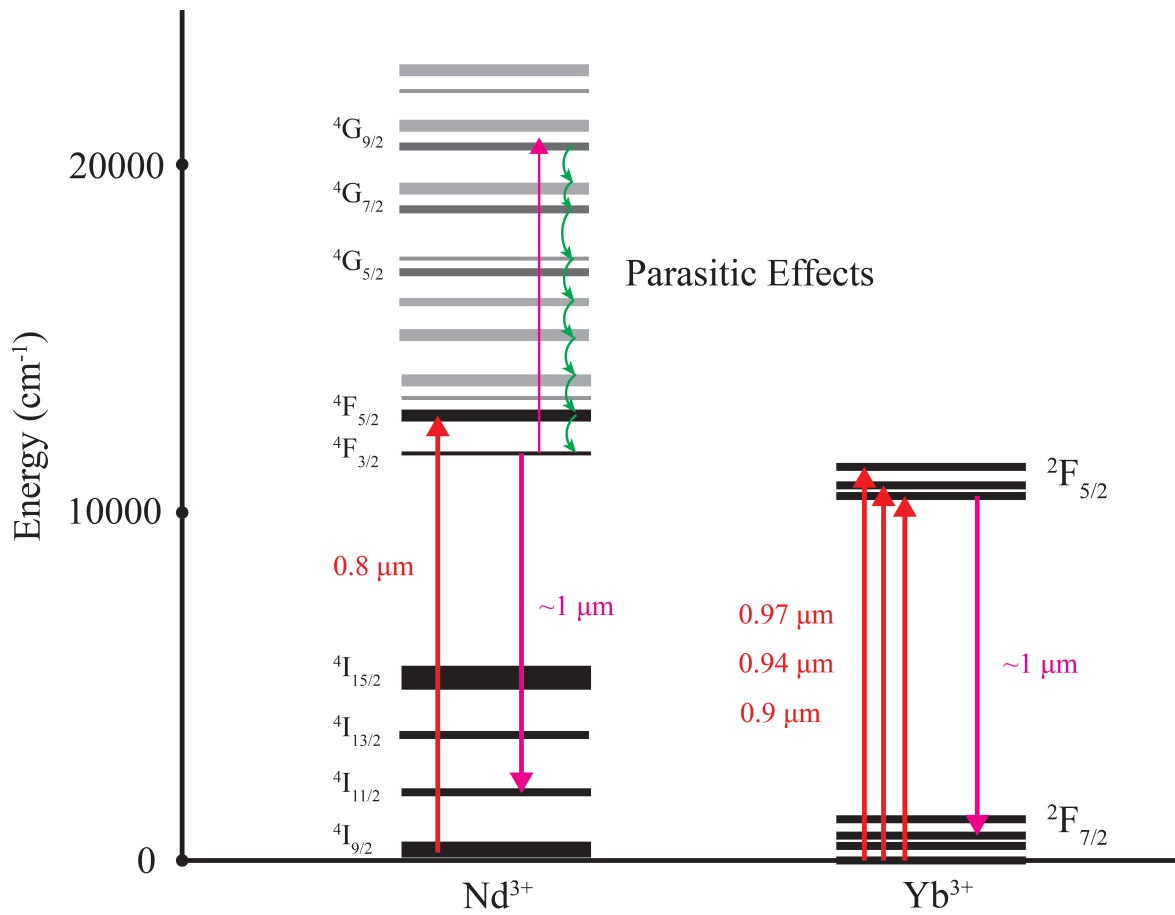 Energy (cm⁻¹)
20000
10000
0
⁴G₉/₂
⁴G₇/₂
⁴G₅/₂
⁴F₅/₂
⁴F₃/₂
⁴I₁₅/₂
⁴I₁₃/₂
⁴I₁₁/₂
⁴I₉/₂
Parasitic Effects
0.8 μm
~1 μm
Nd³⁺
0.97 μm
0.94 μm
0.9 μm
~1 μm
²F₅/₂
²F₇/₂
Yb³⁺